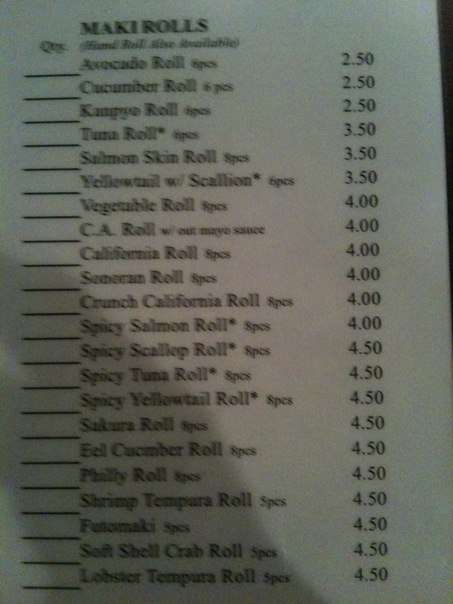 MAKI ROLLS
Qty. (Hand Roll Also Available)
Avocado Roll 6pcs 2.50
Cucumber Roll 6 pcs 2.50
Kanpyo Roll 6pcs 2.50
Tuna Roll* 6pcs 3.50
Salmon Skin Roll 8pcs 3.50
Yellowtail w/ Scallion* 6pcs 3.50
Vegetable Roll 8pcs 4.00
C.A. Roll w/ out mayo sauce 4.00
California Roll 8pcs 4.00
Sonoran Roll 8pcs 4.00
Crunch California Roll 8pcs 4.00
Spicy Salmon Roll* 8pcs 4.00
Spicy Scallop Roll* 8pcs 4.50
Spicy Tuna Roll* 8pcs 4.50
Spicy Yellowtail Roll* 8pcs 4.50
Sakura Roll 8pcs 4.50
Eel Cucmber Roll 8pcs 4.50
Philly Roll 8pcs 4.50
Shrimp Tempura Roll 5pcs 4.50
Futomaki 5pcs 4.50
Soft Shell Crab Roll 5pcs 4.50
Lobster Tempura Roll 5pcs 4.50